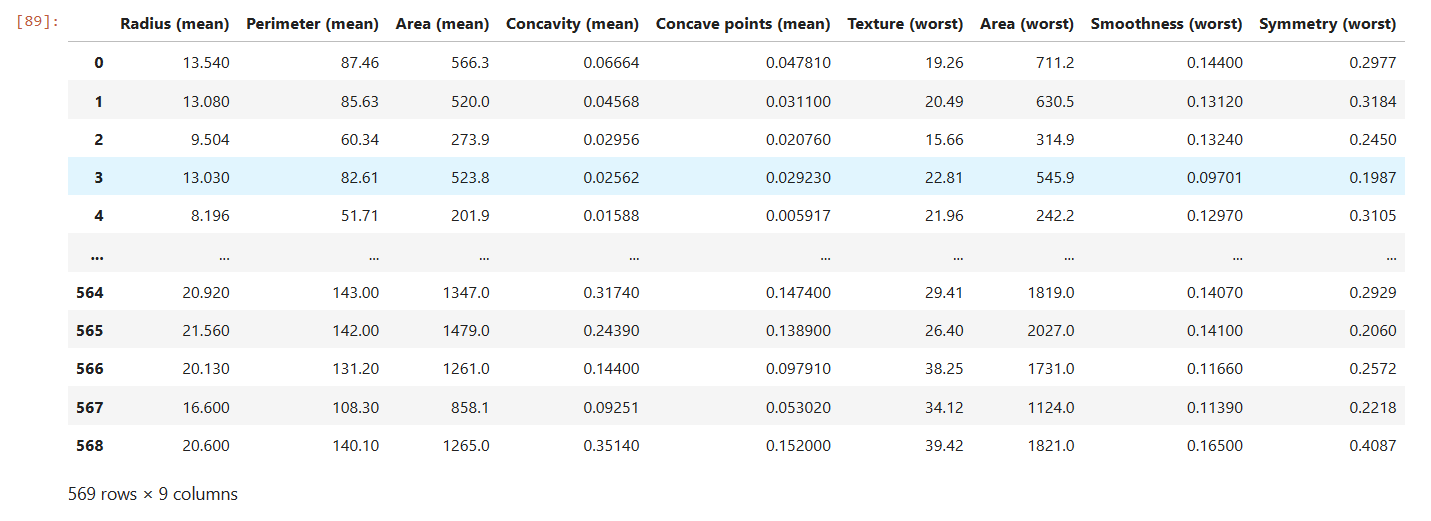 [89]: Radius (mean) Perimeter (mean) Area (mean) Concavity (mean) Concave points (mean) Texture (worst) Area (worst) Smoothness (worst) Symmetry (worst)
0 13.540 87.46 566.3 0.06664 0.047810 19.26 711.2 0.14400 0.2977
1 13.080 85.63 520.0 0.04568 0.031100 20.49 630.5 0.13120 0.3184
2 9.504 60.34 273.9 0.02956 0.020760 15.66 314.9 0.13240 0.2450
3 13.030 82.61 523.8 0.02562 0.029230 22.81 545.9 0.09701 0.1987
4 8.196 51.71 201.9 0.01588 0.005917 21.96 242.2 0.12970 0.3105
... ... ... ... ... ... ... ... ... ...
564 20.920 143.00 1347.0 0.31740 0.147400 29.41 1819.0 0.14070 0.2929
565 21.560 142.00 1479.0 0.24390 0.138900 26.40 2027.0 0.14100 0.2060
566 20.130 131.20 1261.0 0.14400 0.097910 38.25 1731.0 0.11660 0.2572
567 16.600 108.30 858.1 0.09251 0.053020 34.12 1124.0 0.11390 0.2218
568 20.600 140.10 1265.0 0.35140 0.152000 39.42 1821.0 0.16500 0.4087
569 rows × 9 columns